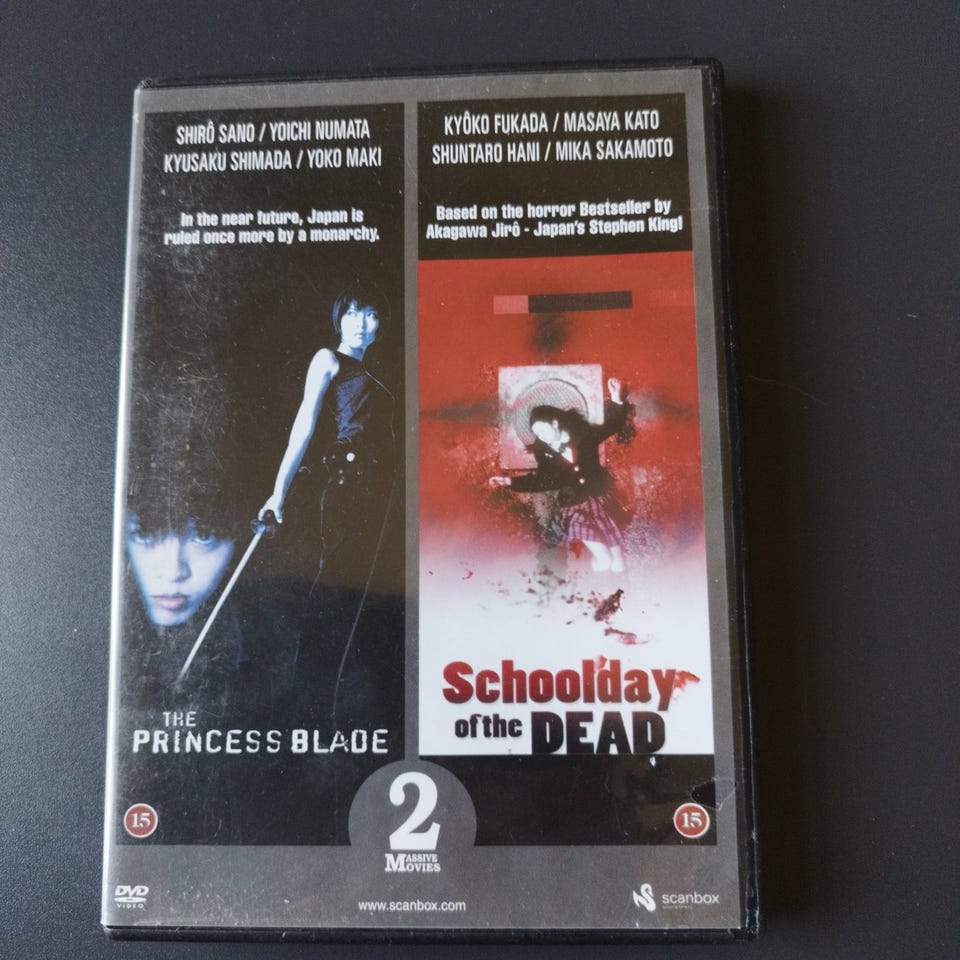 SHIRÔ SANO / YOICHI NUMATA
KYUSAKU SHIMADA / YOKO MAKI
In the near future, Japan is
ruled once more by a monarchy.
THE
PRINCESS BLADE
15
KYÔKO FUKADA / MASAYA KATO
SHUNTARO HANI / MIKA SAKAMOTO
Based on the horror Bestseller by
Akagawa Jirô - Japan's Stephen King!
Schoolday
of the DEAD
15
2
MASSIVE
MOVIES
DVD
VIDEO
www.scanbox.com
scanbox